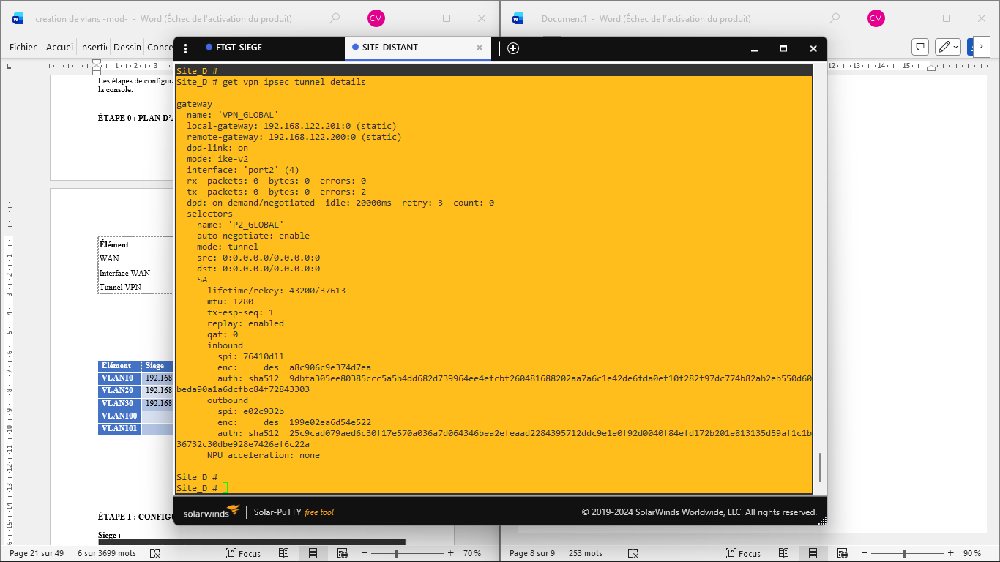 creation de vlans -mod- - Word (Échec de l'activation du produit)
CM
Document1 - Word (Échec de l'activation du produit)
CM
Fichier Accuei Insertic Dessin Conce
FTGT-SIEGE
SITE-DISTANT
1 2 3
12 13 14 15
Les étapes de configura
la console.
ÉTAPE 0 : PLAN D'A
Élément
WAN
Interface WAN
Tunnel VPN
Élément Siege
VLAN10 192.168.
VLAN20 192.168.
VLAN30 192.168.
VLAN100
VLAN101
ÉTAPE 1 : CONFIGU
Siege :
Site_D #
Site_D # get vpn ipsec tunnel details
gateway
name: 'VPN_GLOBAL'
local-gateway: 192.168.122.201:0 (static)
remote-gateway: 192.168.122.200:0 (static)
dpd-link: on
mode: ike-v2
interface: 'port2' (4)
rx packets: 0 bytes: 0 errors: 0
tx packets: 0 bytes: 0 errors: 2
dpd: on-demand/negotiated idle: 20000ms retry: 3 count: 0
selectors
name: 'P2_GLOBAL'
auto-negotiate: enable
mode: tunnel
src: 0:0.0.0.0/0.0.0.0:0
dst: 0:0.0.0.0/0.0.0.0:0
SA
lifetime/rekey: 43200/37613
mtu: 1280
tx-esp-seq: 1
replay: enabled
qat: 0
inbound
spi: 76410d11
enc: des a8c906c9e374d7ea
auth: sha512 9dbfa305ee80385ccc5a5b4dd682d739964ee4efcbf260481688202aa7a6c1e42de6fda0ef10f282f97dc774b82ab2eb550d60
beda90a1a6dcfbc84f72843303
outbound
spi: e02c932b
enc: des 199e02ea6d54e522
auth: sha512 25c9cad079aed6c30f17e570a036a7d064346bea2efeaad2284395712ddc9e1e0f92d0040f84efd172b201e813135d59af1c1b
36732c30dbe928e7426ef6c22a
NPU acceleration: none
Site_D #
Site_D #
solarwinds Solar-PuTTY free tool
© 2019-2024 SolarWinds Worldwide, LLC. All rights reserved.
Page 21 sur 49 6 sur 3699 mots Focus 70 %
Page 8 sur 9 253 mots Focus 90 %